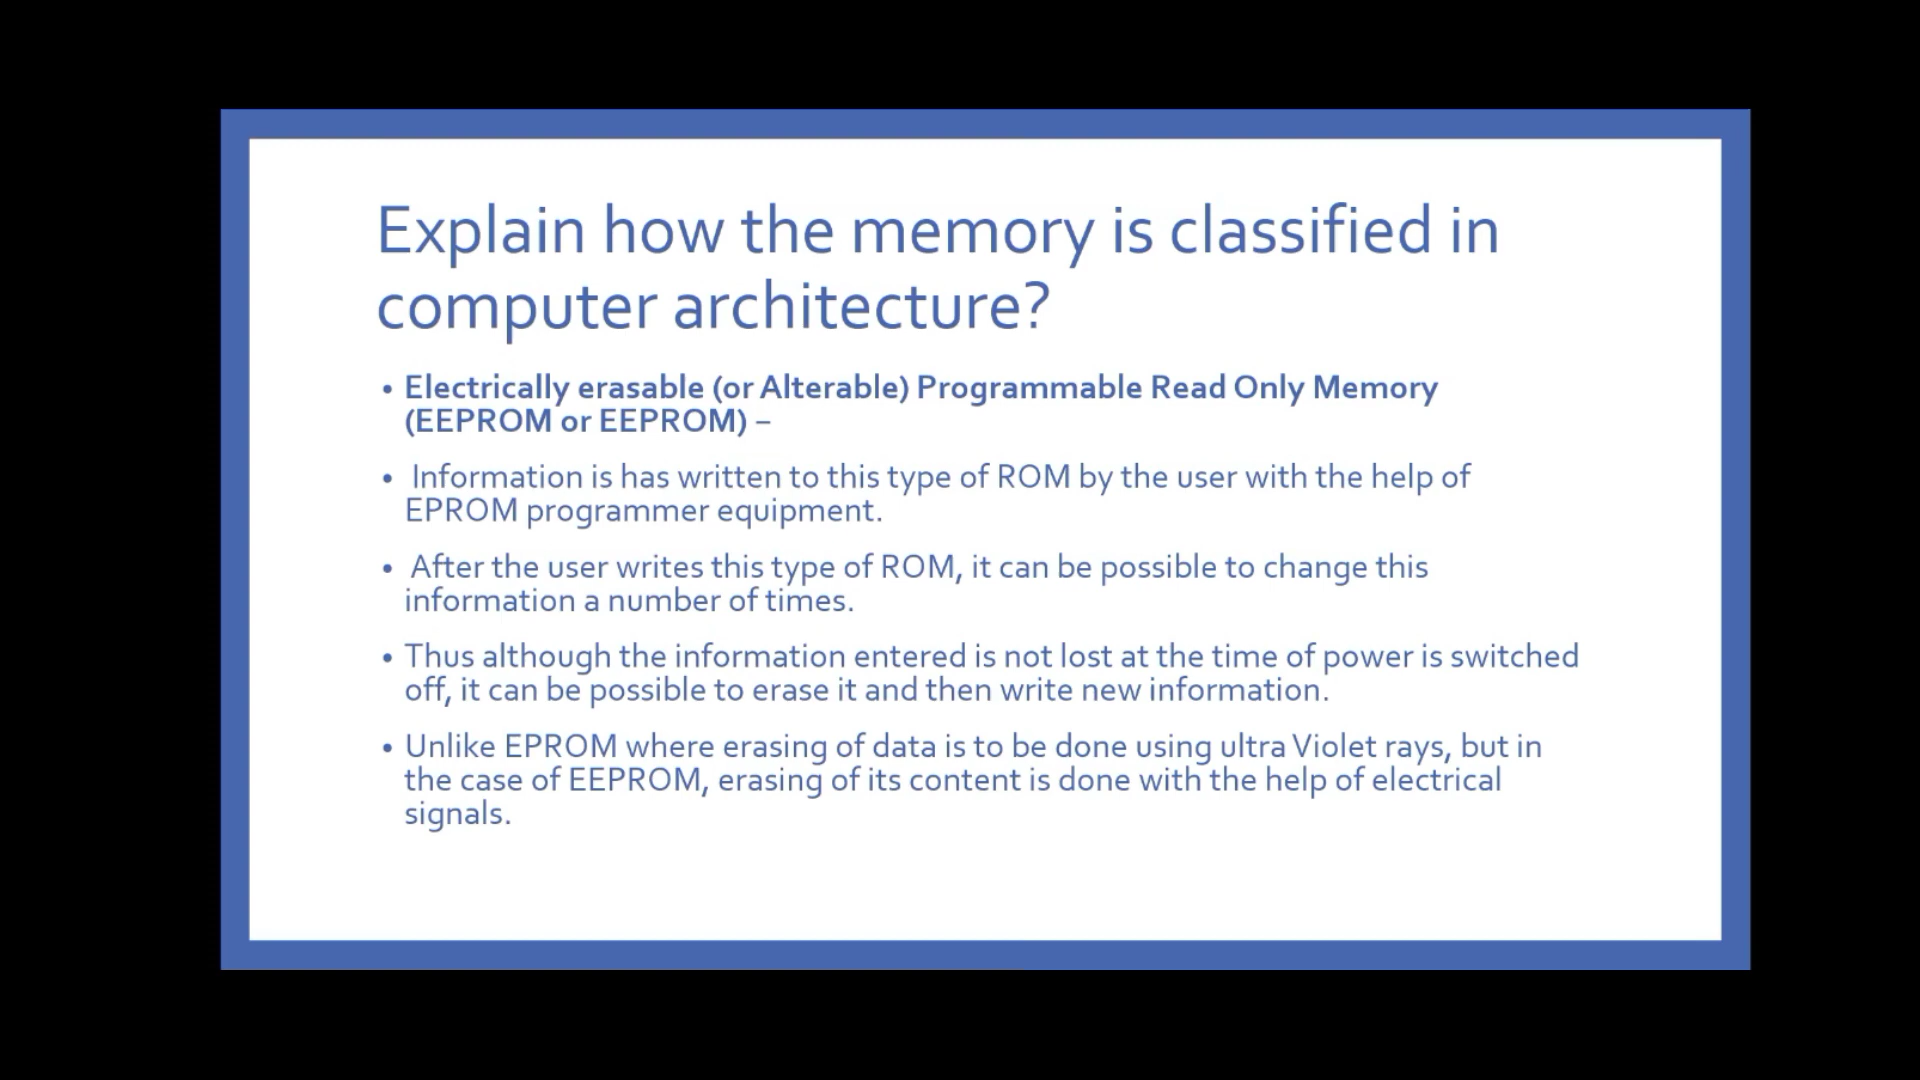 Explain how the memory is classified in
computer architecture?
• Electrically erasable (or Alterable) Programmable Read Only Memory
(EEPROM or EEPROM) –
• Information is has written to this type of ROM by the user with the help of
EPROM programmer equipment.
• After the user writes this type of ROM, it can be possible to change this
information a number of times.
• Thus although the information entered is not lost at the time of power is switched
off, it can be possible to erase it and then write new information.
• Unlike EPROM where erasing of data is to be done using ultra Violet rays, but in
the case of EEPROM, erasing of its content is done with the help of electrical
signals.